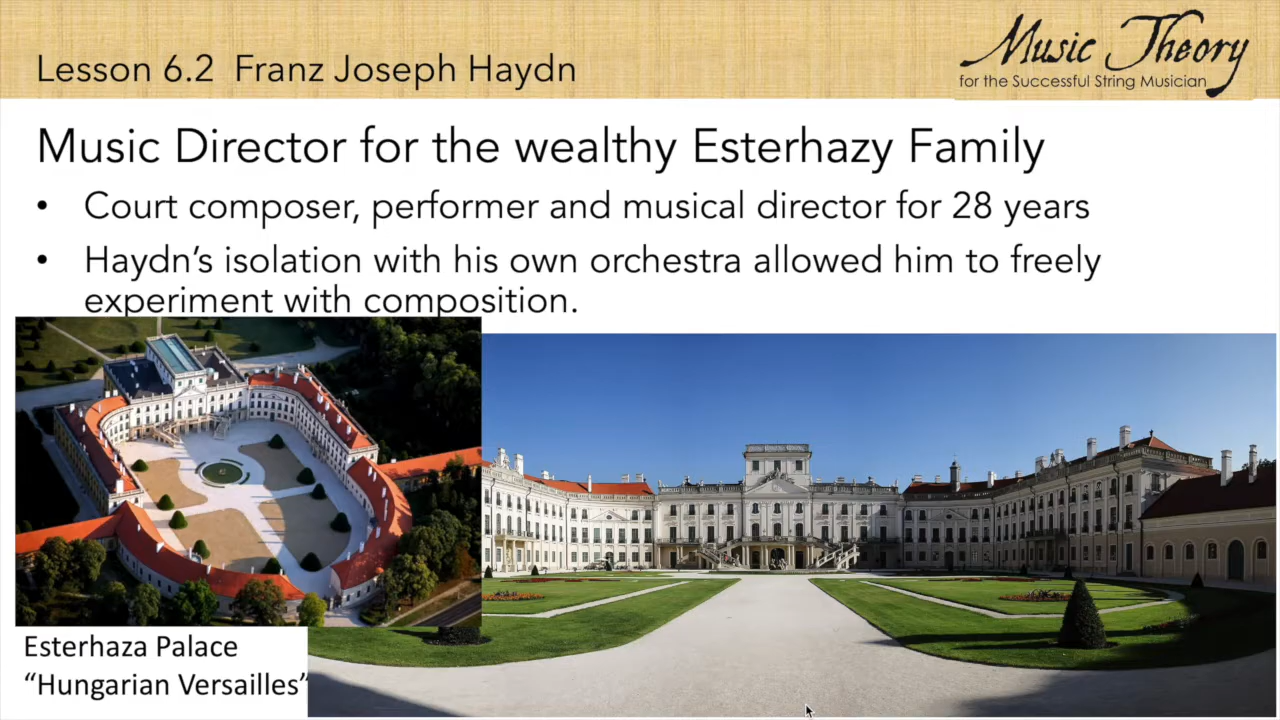 Lesson 6.2 Franz Joseph Haydn
Music Theory
for the Successful String Musician
Music Director for the wealthy Esterhazy Family
• Court composer, performer and musical director for 28 years
• Haydn’s isolation with his own orchestra allowed him to freely
experiment with composition.
Esterhaza Palace
“Hungarian Versailles”